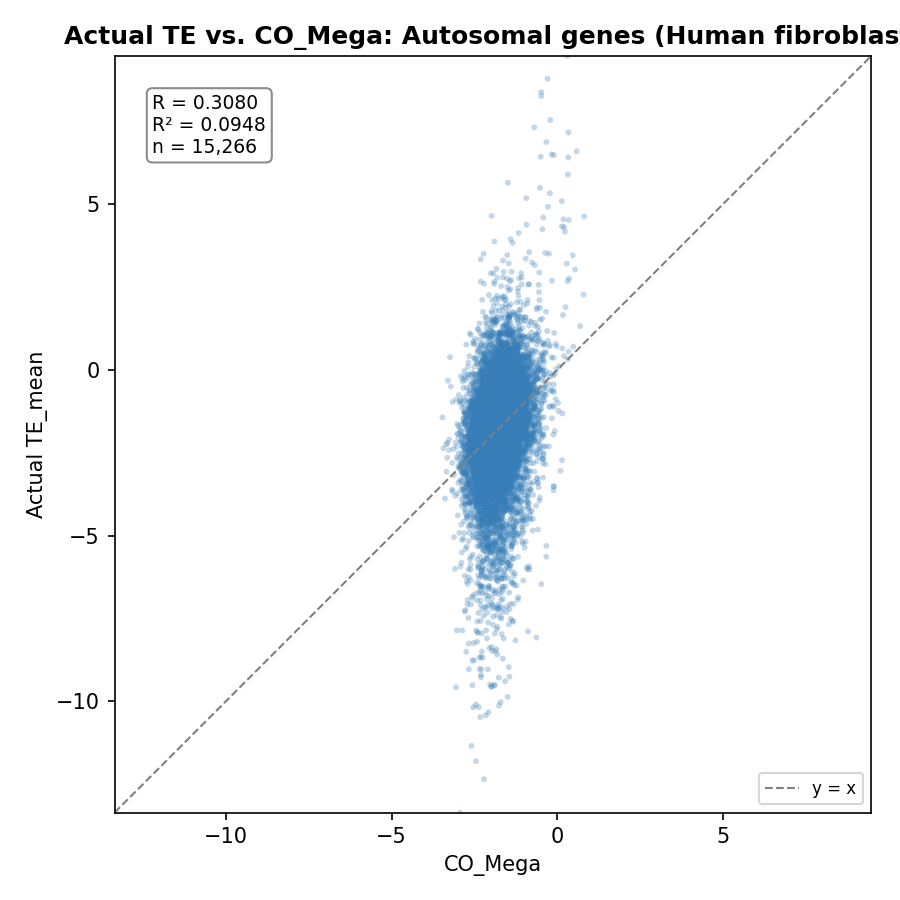 Actual TE vs. CO_Mega: Autosomal genes (Human fibroblas
R = 0.3080
R² = 0.0948
n = 15,266
5
0
−5
−10
Actual TE_mean
y = x
−10
−5
0
5
CO_Mega